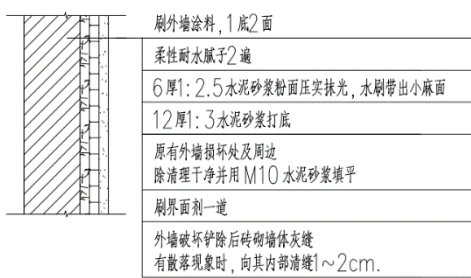 刷外墙涂料,1底2面
柔性耐水腻子2遍
6厚1:2.5水泥砂浆粉面压实抹光,水刷带出小麻面
12厚1:3水泥砂浆打底
原有外墙损坏处及周边
除清理干净并用M10水泥砂浆填平
刷界面剂一道
外墙破坏铲除后砖砌墙体灰缝
有散落现象时,向其内部清缝1~2cm.